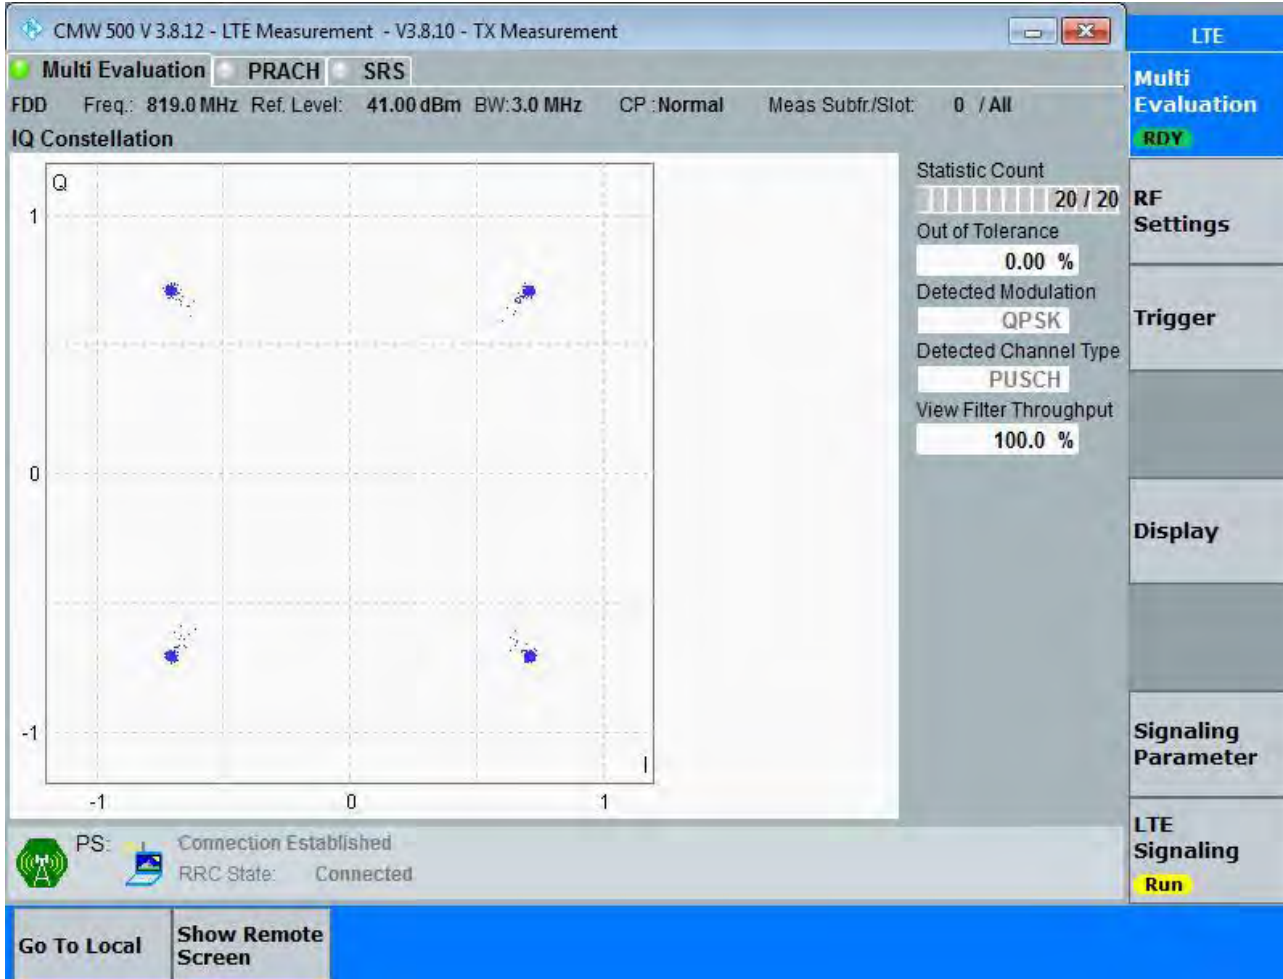 CMW 500 V 3.8.12 - LTE Measurement - V3.8.10 - TX Measurement
LTE
Multi Evaluation PRACH SRS
FDD Freq.: 819.0 MHz Ref. Level: 41.00 dBm BW: 3.0 MHz CP : Normal Meas Subfr./Slot: 0 / All
IQ Constellation
Q
1
0
-1
I
-1 0 1
Statistic Count
20 / 20
Out of Tolerance
0.00 %
Detected Modulation
QPSK
Detected Channel Type
PUSCH
View Filter Throughput
100.0 %
Multi
Evaluation
RDY
RF
Settings
Trigger
Display
Signaling
Parameter
LTE
Signaling
Run
PS: Connection Established
RRC State: Connected
Go To Local
Show Remote
Screen